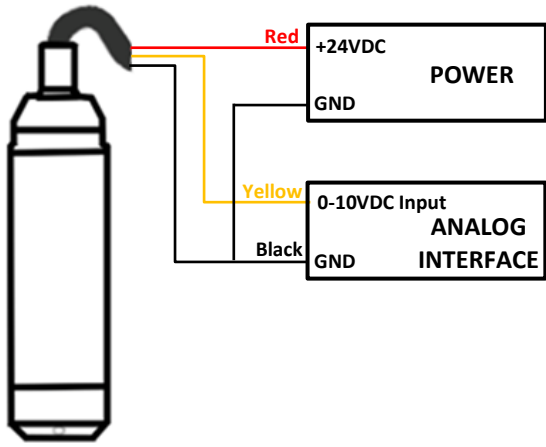 Red
+24VDC
POWER
GND
Yellow
0-10VDC Input
ANALOG
Black
GND
INTERFACE